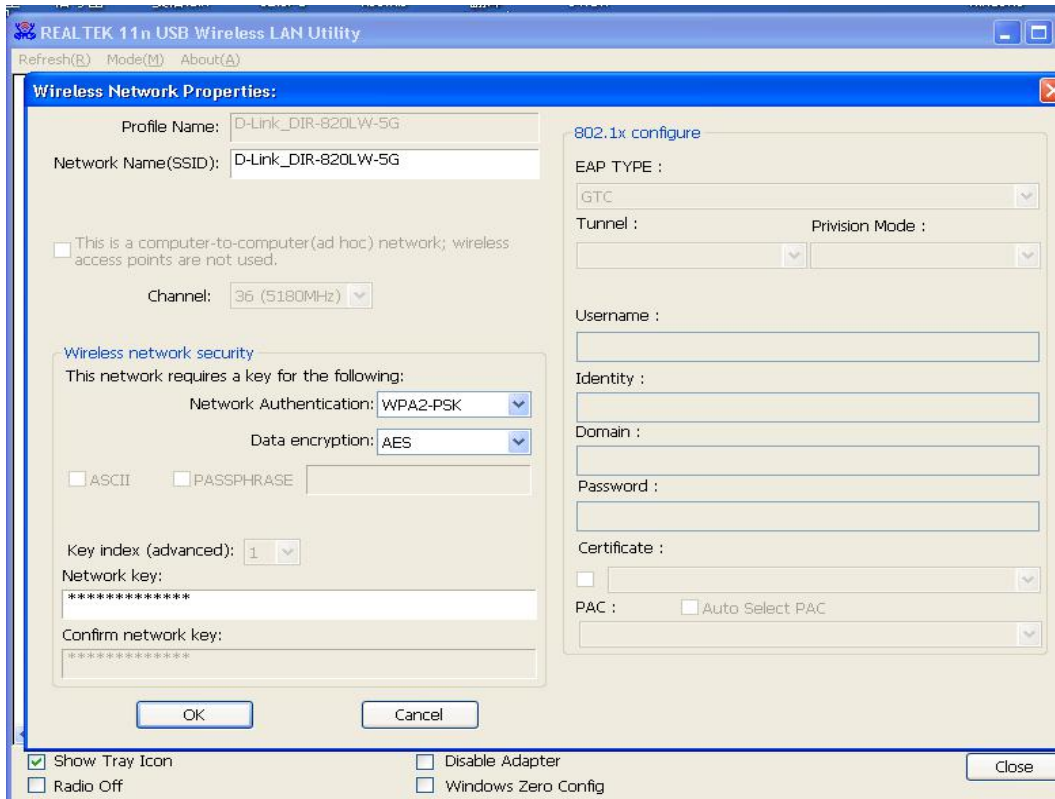 REALTEK 11n USB Wireless LAN Utility
Refresh(R) Mode(M) About(A)
Wireless Network Properties:
Profile Name: D-Link_DIR-820LW-5G
Network Name(SSID): D-Link_DIR-820LW-5G
This is a computer-to-computer(ad hoc) network; wireless
access points are not used.
Channel: 36 (5180MHz)
Wireless network security
This network requires a key for the following:
Network Authentication: WPA2-PSK
Data encryption: AES
ASCII PASSPHRASE
Key index (advanced): 1
Network key:
*************
Confirm network key:
*************
OK Cancel
802.1x configure
EAP TYPE :
GTC
Tunnel : Privision Mode :
Username :
Identity :
Domain :
Password :
Certificate :
PAC : Auto Select PAC
Show Tray Icon
Radio Off
Disable Adapter
Windows Zero Config
Close